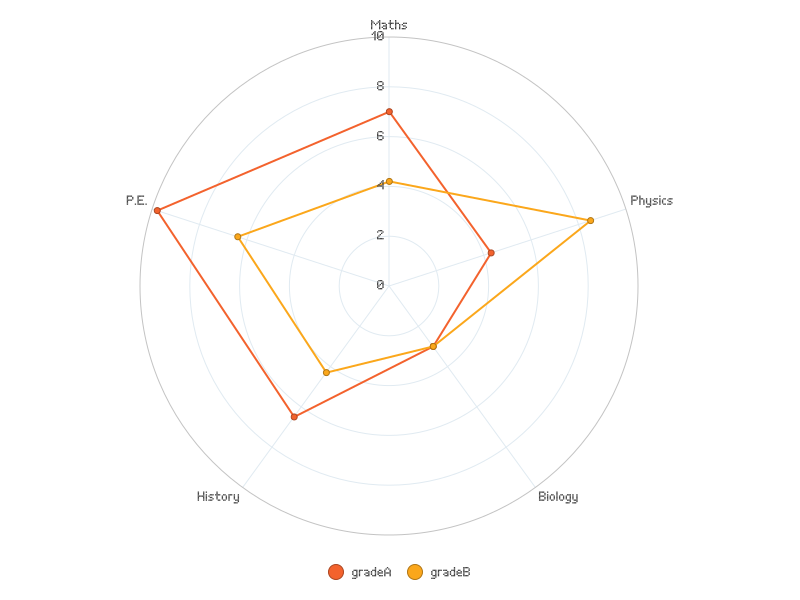 Maths
10
8
6
4
2
0
P.E.
Physics
History
Biology
gradeA
gradeB